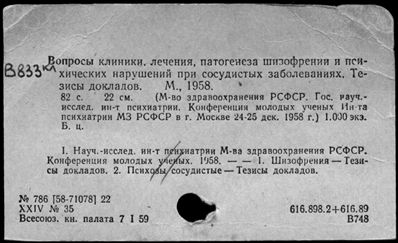 Вопросы клиники, лечения, патогенеза шизофрении и пси-
В833кл
хических нарушений при сосудистых заболеваниях. Те-
зисы докладов. М., 1958.
82 с. 22 см. (М-во здравоохранения РСФСР. Гос. науч.-
исслед. ин-т психиатрии. Конференция молодых ученых Ин-та
психиатрии МЗ РСФСР в г. Москве 24-25 дек. 1958 г.) 1.000 экз.
Б. ц.
1. Науч.-исслед. ин-т психиатрии М-ва здравоохранения РСФСР.
Конференция молодых ученых. 1958. — — 1. Шизофрения—Тези-
сы докладов. 2. Психозы сосудистые—Тезисы докладов.
№ 786 [58-71078] 22
XXIV № 35 616.898.2+616.89
Всесоюз. кн. палата 7 I 59 В748